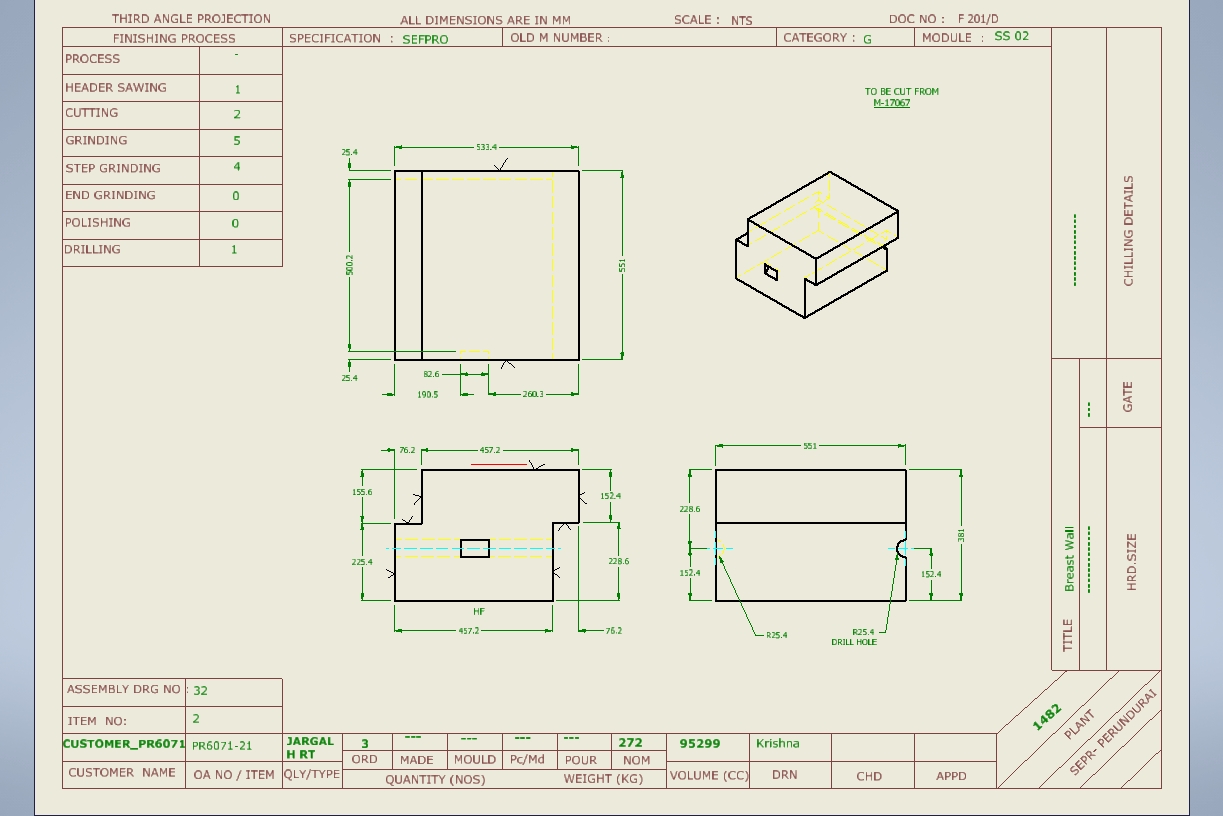 THIRD ANGLE PROJECTION ALL DIMENSIONS ARE IN MM SCALE : NTS DOC NO : F 201/D
FINISHING PROCESS SPECIFICATION : SEFPRO OLD M NUMBER : CATEGORY : G MODULE : SS 02
PROCESS -
HEADER SAWING 1
CUTTING 2
GRINDING 5
STEP GRINDING 4
END GRINDING 0
POLISHING 0
DRILLING 1
TO BE CUT FROM
M-17067
533.4
25.4
500.2
551
25.4
82.6
190.5
260.3
76.2 457.2
155.6
152.4
225.4
228.6
HF
457.2
76.2
551
228.6
381
152.4
152.4
R25.4
R25.4
DRILL HOLE
CHILLING DETAILS
----------------
GATE
---
HRD.SIZE
---------------
TITLE Breast Wall
ASSEMBLY DRG NO : 32
ITEM NO: 2
CUSTOMER_PR6071 PR6071-21
CUSTOMER NAME OA NO / ITEM
JARGAL
H RT
QLY/TYPE
3 --- --- --- --- 272
ORD MADE MOULD Pc/Md POUR NOM
QUANTITY (NOS) WEIGHT (KG)
95299 Krishna
VOLUME (CC) DRN CHD APPD
1482
PLANT
SEPR- PERUNDURAI